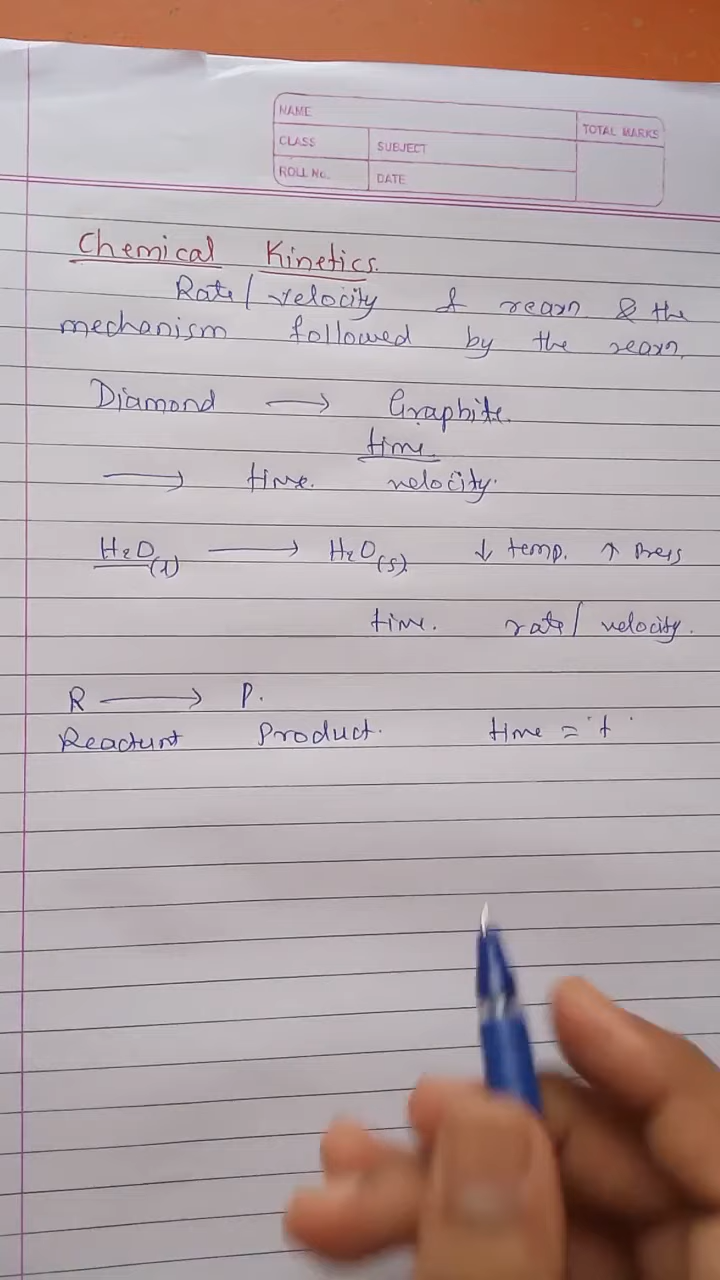 NAME
TOTAL MARKS
CLASS
SUBJECT
ROLL No.
DATE
Chemical Kinetics.
Rate/velocity & reaxn & the
mechanism followed by the reaxn
Diamond → Graphite.
time.
→ time. velocity.
H₂O(l) → H₂O(s) ↓ temp. ↑ press
time. rate/velocity.
R → P.
Reactant Product. time = 't'